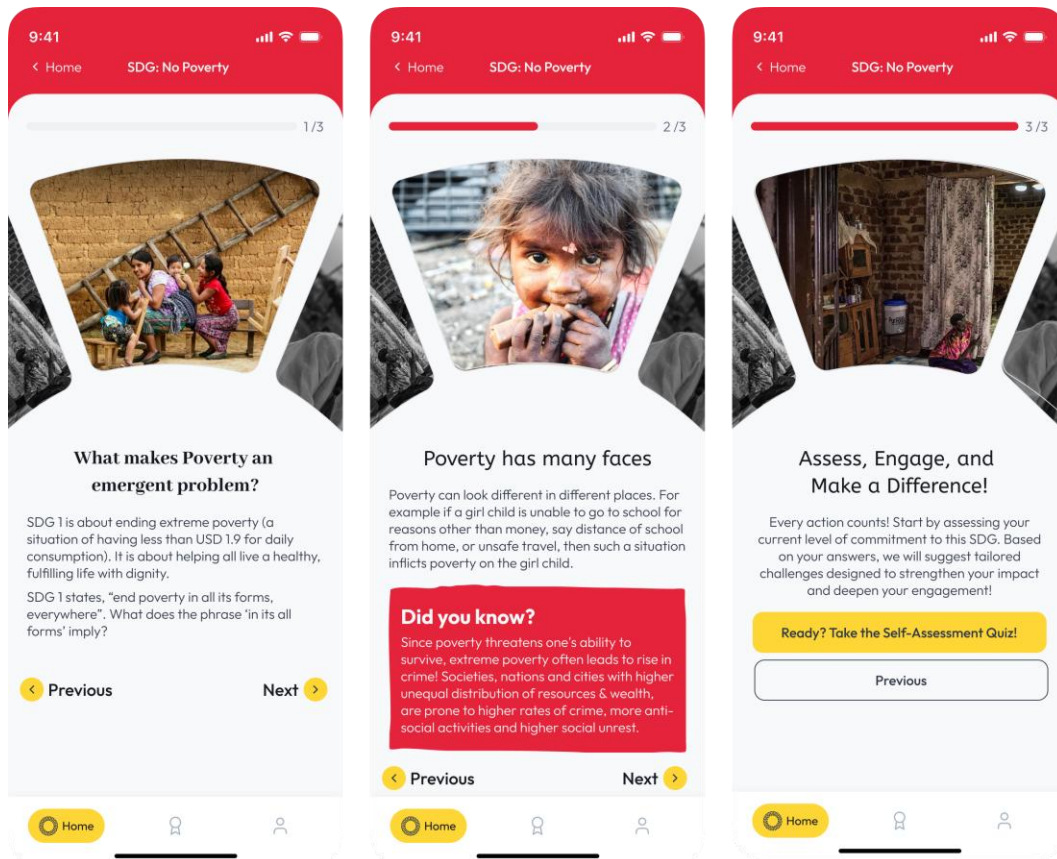 9:41
Home SDG: No Poverty
1/3
What makes Poverty an
emergent problem?
SDG 1 is about ending extreme poverty (a
situation of having less than USD 1.9 for daily
consumption). It is about helping all live a healthy,
fulfilling life with dignity.
SDG 1 states, “end poverty in all its forms,
everywhere”. What does the phrase ‘in its all
forms’ imply?
Previous Next
Home
9:41
Home SDG: No Poverty
2/3
Poverty has many faces
Poverty can look different in different places. For
example if a girl child is unable to go to school for
reasons other than money, say distance of school
from home, or unsafe travel, then such a situation
inflicts poverty on the girl child.
Did you know?
Since poverty threatens one's ability to
survive, extreme poverty often leads to rise in
crime! Societies, nations and cities with higher
unequal distribution of resources & wealth,
are prone to higher rates of crime, more anti-
social activities and higher social unrest.
Previous Next
Home
9:41
Home SDG: No Poverty
3/3
Assess, Engage, and
Make a Difference!
Every action counts! Start by assessing your
current level of commitment to this SDG. Based
on your answers, we will suggest tailored
challenges designed to strengthen your impact
and deepen your engagement!
Ready? Take the Self-Assessment Quiz!
Previous
Home